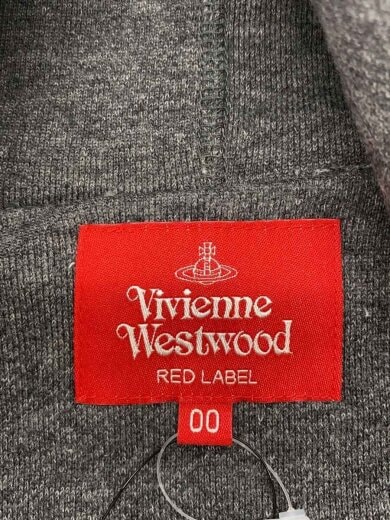 Vivienne
Westwood
RED LABEL
00